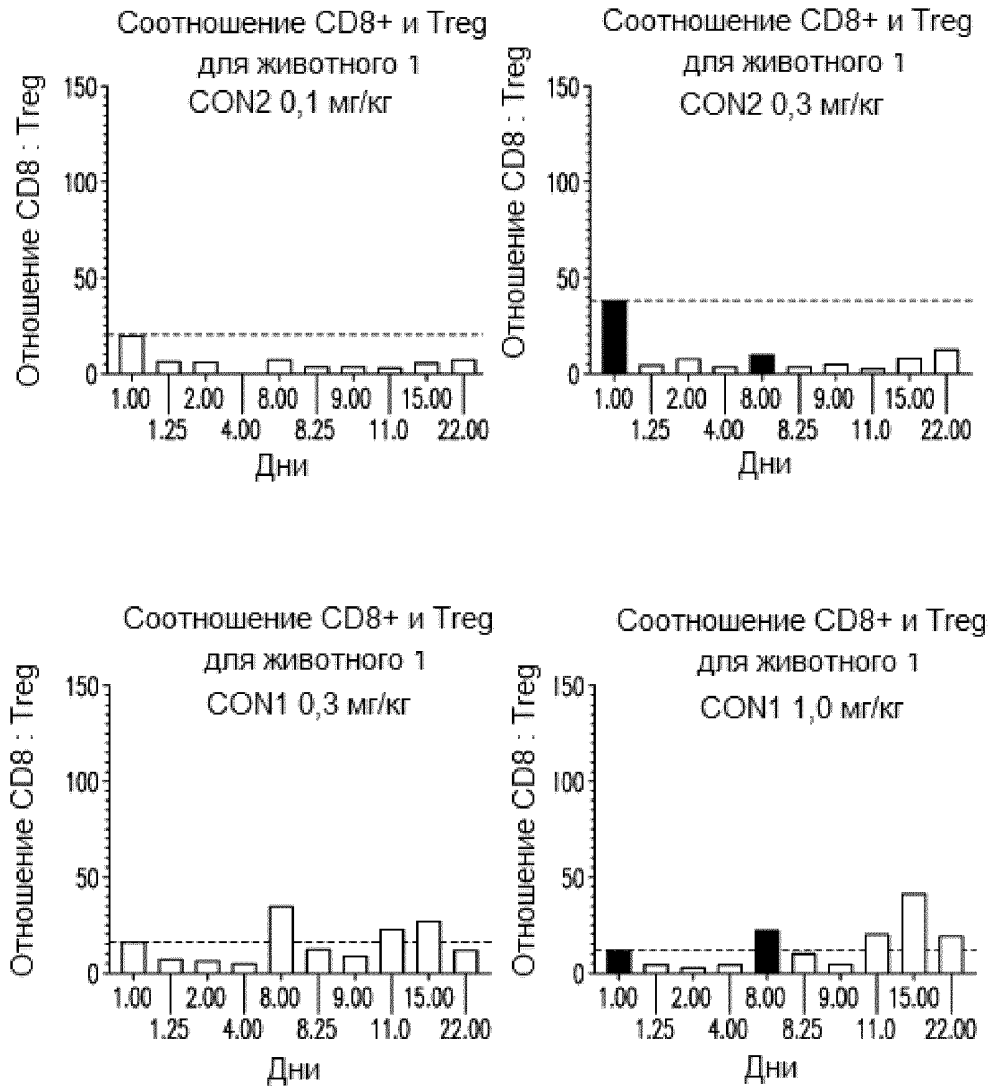 Соотношение CD8+ и Treg
для животного 1
CON2 0,1 мг/кг
Отношение CD8 : Treg
150
100
50
0
1.00 2.00 8.00 9.00 15.00
1.25 4.00 8.25 11.0 22.00
Дни
Соотношение CD8+ и Treg
для животного 1
CON2 0,3 мг/кг
Отношение CD8 : Treg
150
100
50
0
1.00 2.00 8.00 9.00 15.00
1.25 4.00 8.25 11.0 22.00
Дни
Соотношение CD8+ и Treg
для животного 1
CON1 0,3 мг/кг
Отношение CD8 : Treg
150
100
50
0
1.00 2.00 8.00 9.00 15.00
1.25 4.00 8.25 11.0 22.00
Дни
Соотношение CD8+ и Treg
для животного 1
CON1 1,0 мг/кг
Отношение CD8 : Treg
150
100
50
0
1.00 2.00 8.00 9.00 15.00
1.25 4.00 8.25 11.0 22.00
Дни